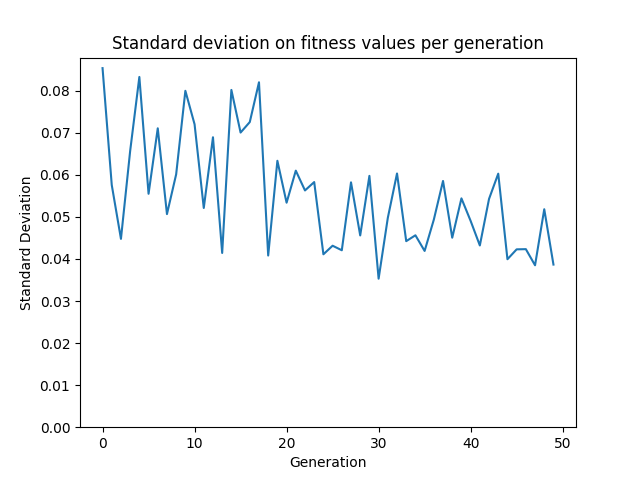 Standard deviation on fitness values per generation
Standard Deviation
0.08
0.07
0.06
0.05
0.04
0.03
0.02
0.01
0.00
0 10 20 30 40 50
Generation